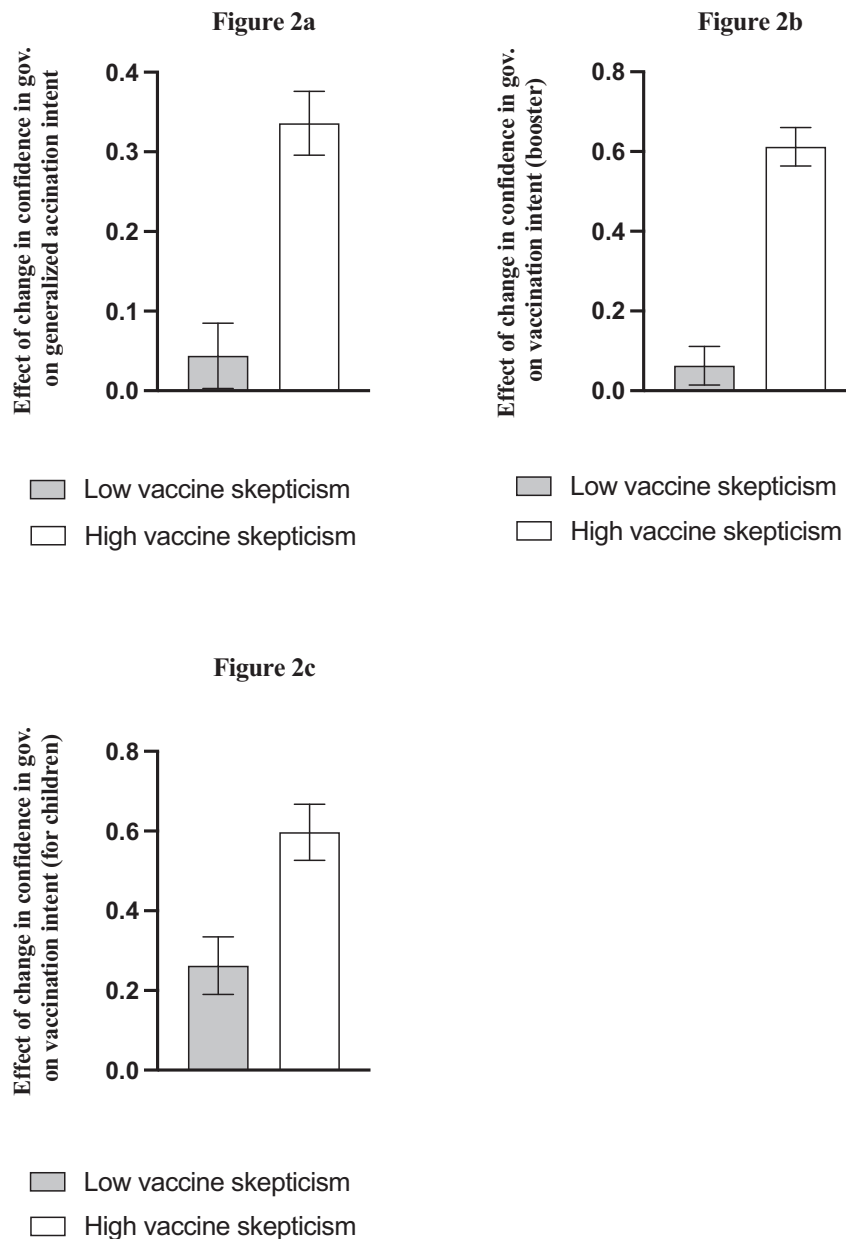 Figure 2a
Effect of change in confidence in gov.
on generalized accination intent
0.4
0.3
0.2
0.1
0.0
Low vaccine skepticism
High vaccine skepticism
Figure 2b
Effect of change in confidence in gov.
on vaccination intent (booster)
0.8
0.6
0.4
0.2
0.0
Low vaccine skepticism
High vaccine skepticism
Figure 2c
Effect of change in confidence in gov.
on vaccination intent (for children)
0.8
0.6
0.4
0.2
0.0
Low vaccine skepticism
High vaccine skepticism